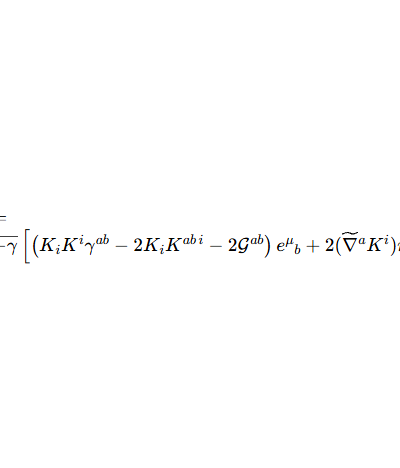 =
-γ [(K_i K^i γ^{ab} − 2K_i K^{ab i} − 2𝒢^{ab}) e^μ_b + 2(∇̃^a K^i)